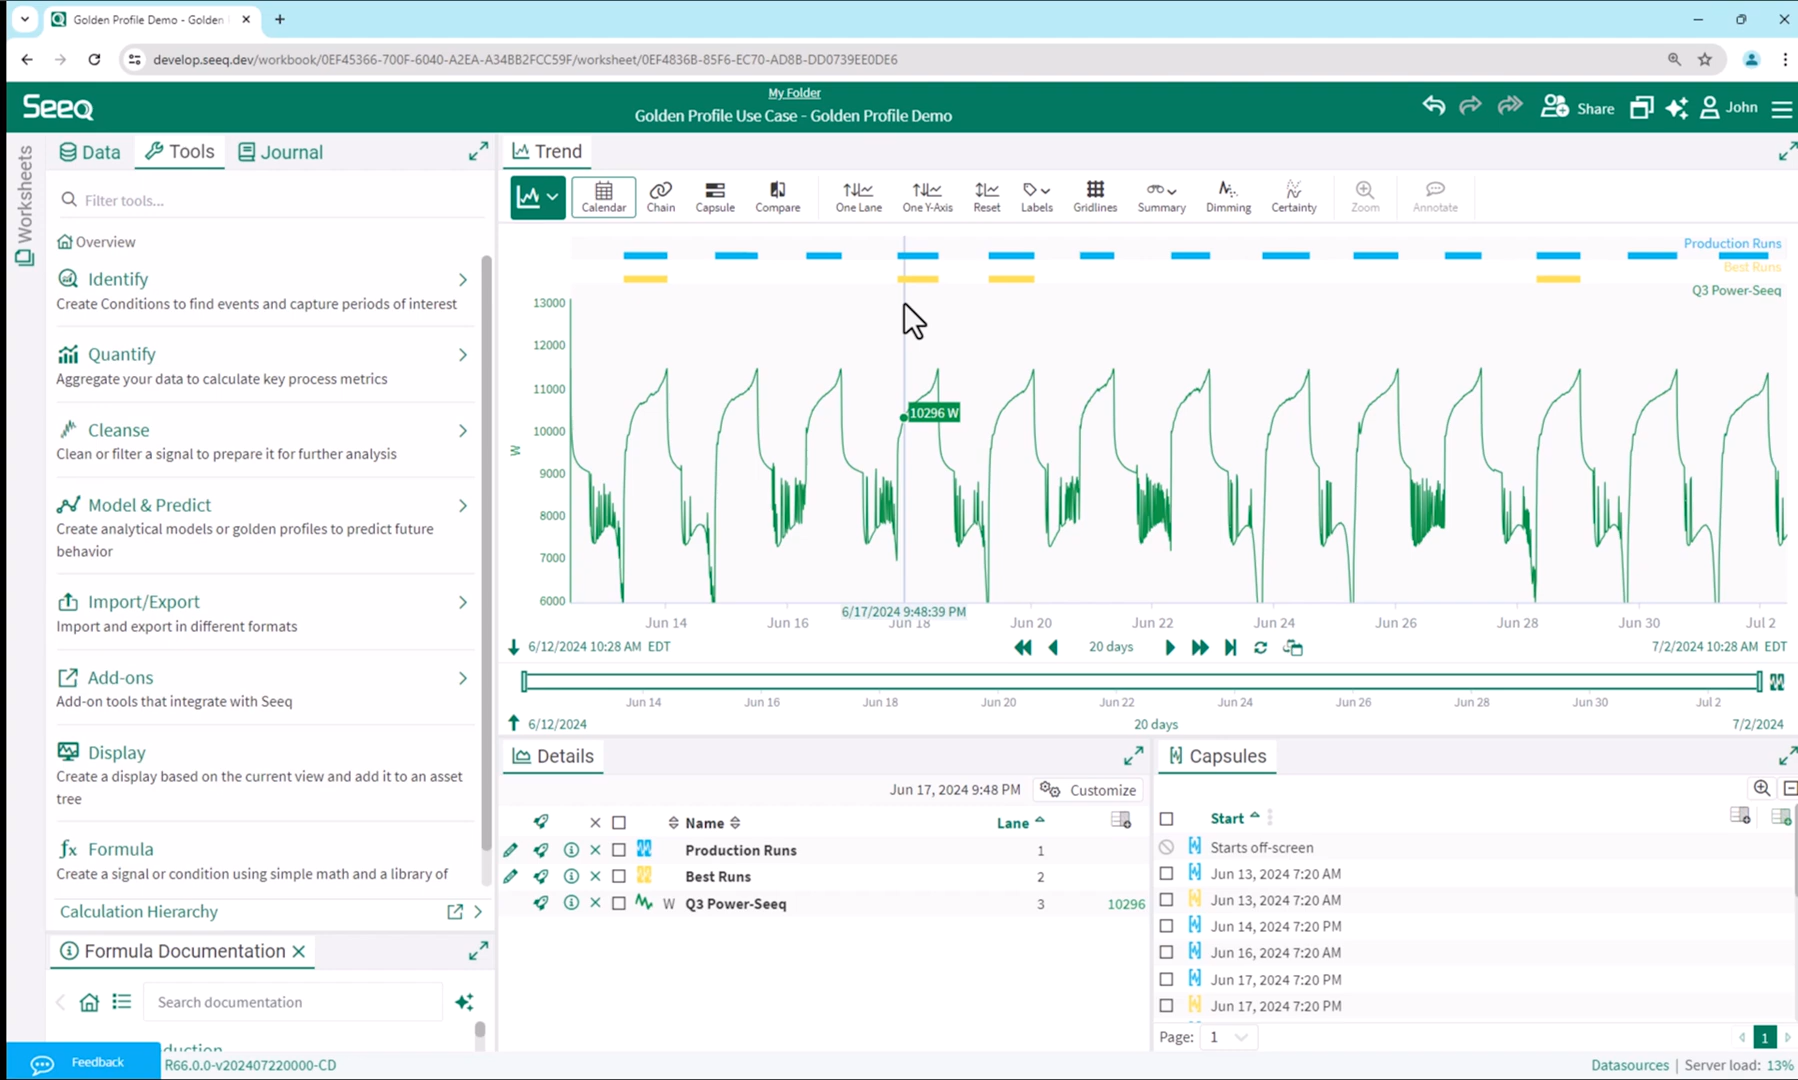 Golden Profile Demo - Golden
develop.seeq.dev/workbook/0EF45366-700F-6040-A2EA-A34BB2FCC59F/worksheet/0EF4836B-85F6-EC70-AD8B-DD0739EE0DE6
Seeq
My Folder
Golden Profile Use Case - Golden Profile Demo
Share
John
Worksheets
Data
Tools
Journal
Filter tools...
Overview
Identify
Create Conditions to find events and capture periods of interest
Quantify
Aggregate your data to calculate key process metrics
Cleanse
Clean or filter a signal to prepare it for further analysis
Model & Predict
Create analytical models or golden profiles to predict future
behavior
Import/Export
Import and export in different formats
Add-ons
Add-on tools that integrate with Seeq
Display
Create a display based on the current view and add it to an asset
tree
Formula
Create a signal or condition using simple math and a library of
Calculation Hierarchy
Formula Documentation
Search documentation
Feedback
R66.0.0-v202407220000-CD
Trend
Calendar
Chain
Capsule
Compare
One Lane
One Y-Axis
Reset
Labels
Gridlines
Summary
Dimming
Certainty
Zoom
Annotate
Production Runs
Best Runs
Q3 Power-Seeq
13000
12000
11000
10000
9000
8000
7000
6000
W
10296 W
6/17/2024 9:48:39 PM
Jun 14
Jun 16
Jun 18
Jun 20
Jun 22
Jun 24
Jun 26
Jun 28
Jun 30
Jul 2
6/12/2024 10:28 AM EDT
20 days
7/2/2024 10:28 AM EDT
Jun 14
Jun 16
Jun 18
Jun 20
Jun 22
Jun 24
Jun 26
Jun 28
Jun 30
Jul 2
6/12/2024
20 days
7/2/2024
Details
Jun 17, 2024 9:48 PM
Customize
Name
Lane
Production Runs 1
Best Runs 2
W Q3 Power-Seeq 3 10296
Capsules
Start
Starts off-screen
Jun 13, 2024 7:20 AM
Jun 13, 2024 7:20 AM
Jun 14, 2024 7:20 PM
Jun 16, 2024 7:20 AM
Jun 17, 2024 7:20 PM
Jun 17, 2024 7:20 PM
Page: 1
1
Datasources | Server load: 13%